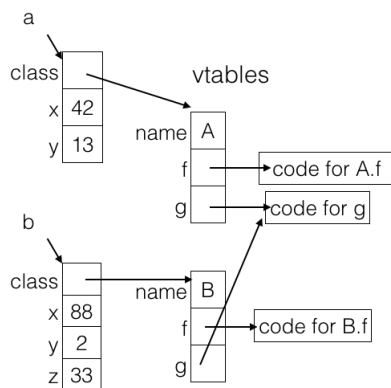 a
vtables
class
x 42
y 13
name A
f
code for A.f
g
code for g
b
class
x 88
y 2
z 33
name B
f
code for B.f
g